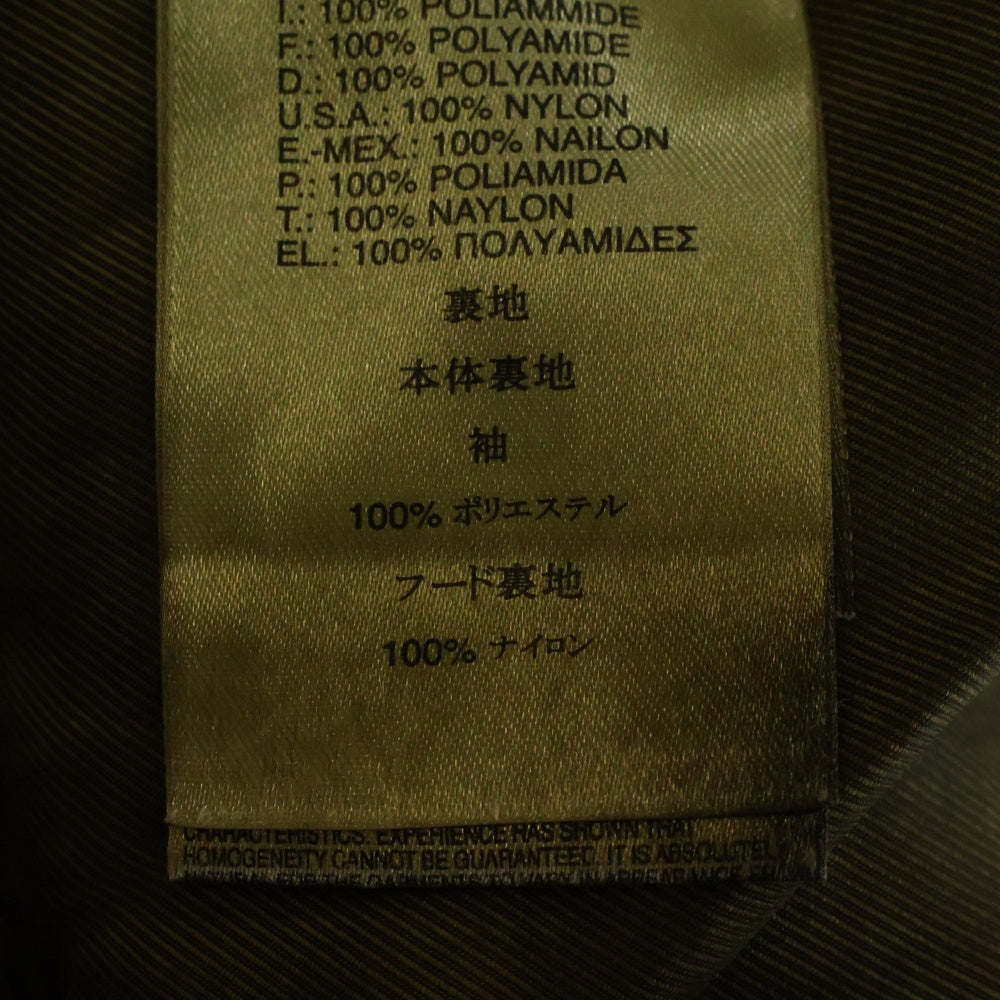 I.: 100% POLIAMMIDE
F.: 100% POLYAMIDE
D.: 100% POLYAMID
U.S.A.: 100% NYLON
E.-MEX.: 100% NAILON
P.: 100% POLIAMIDA
T.: 100% NAYLON
EL.: 100% ΠΟΛΥΑΜΙΔΕΣ
裏地
本体裏地
袖
100% ポリエステル
フード裏地
100% ナイロン
CHARACTERISTICS. EXPERIENCE HAS SHOWN THAT
HOMOGENEITY CANNOT BE GUARANTEED. IT IS ABSOLUTEL